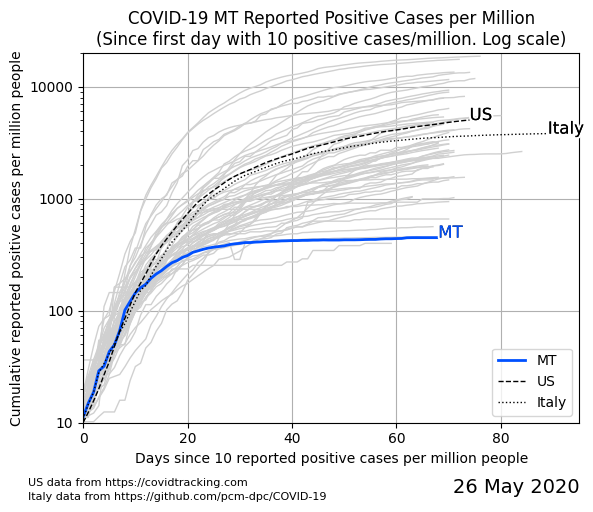 COVID-19 MT Reported Positive Cases per Million
(Since first day with 10 positive cases/million. Log scale)
Cumulative reported positive cases per million people
10000
1000
100
10
US
Italy
MT
MT
US
Italy
0 20 40 60 80
Days since 10 reported positive cases per million people
US data from https://covidtracking.com
Italy data from https://github.com/pcm-dpc/COVID-19
26 May 2020